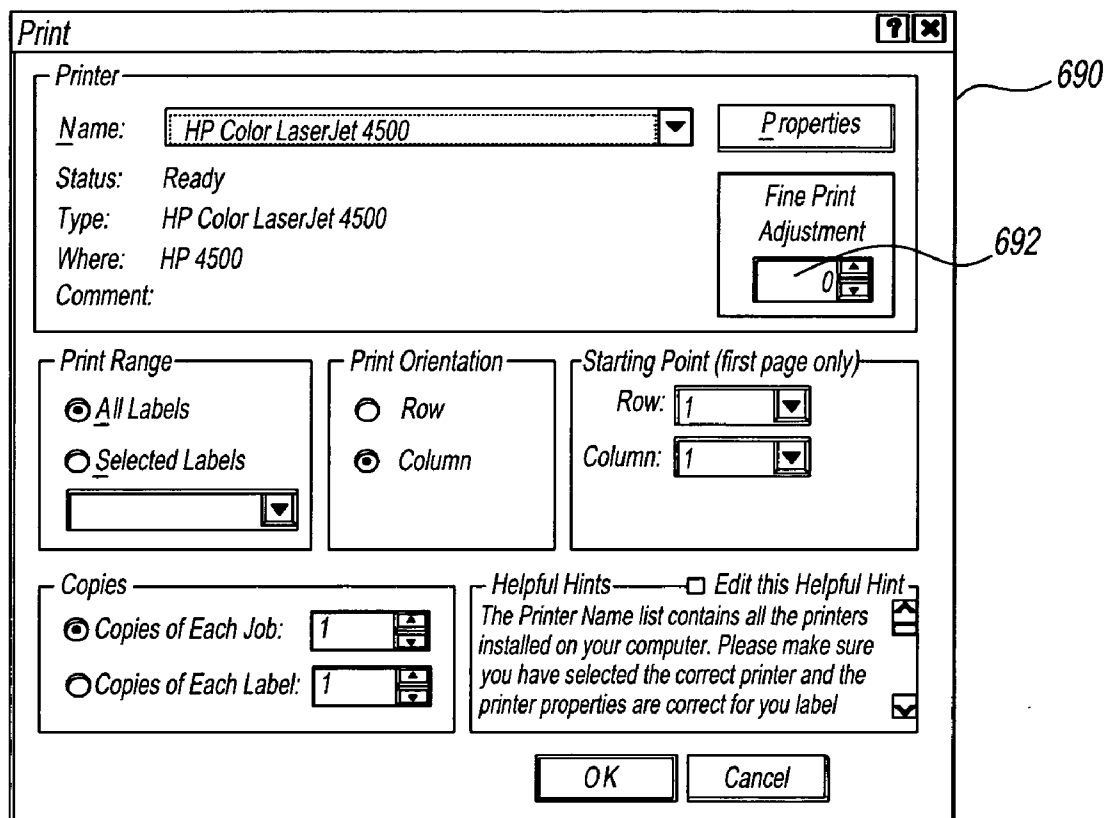 Print
Printer
690
Name: HP Color LaserJet 4500
Properties
Status: Ready
Type: HP Color LaserJet 4500
Where: HP 4500
Comment:
Fine Print
Adjustment
692
0
Print Range
All Labels
Selected Labels
Print Orientation
Row
Column
Starting Point (first page only)
Row: 1
Column: 1
Copies
Copies of Each Job: 1
Copies of Each Label: 1
Helpful Hints
Edit this Helpful Hint
The Printer Name list contains all the printers
installed on your computer. Please make sure
you have selected the correct printer and the
printer properties are correct for you label
OK
Cancel